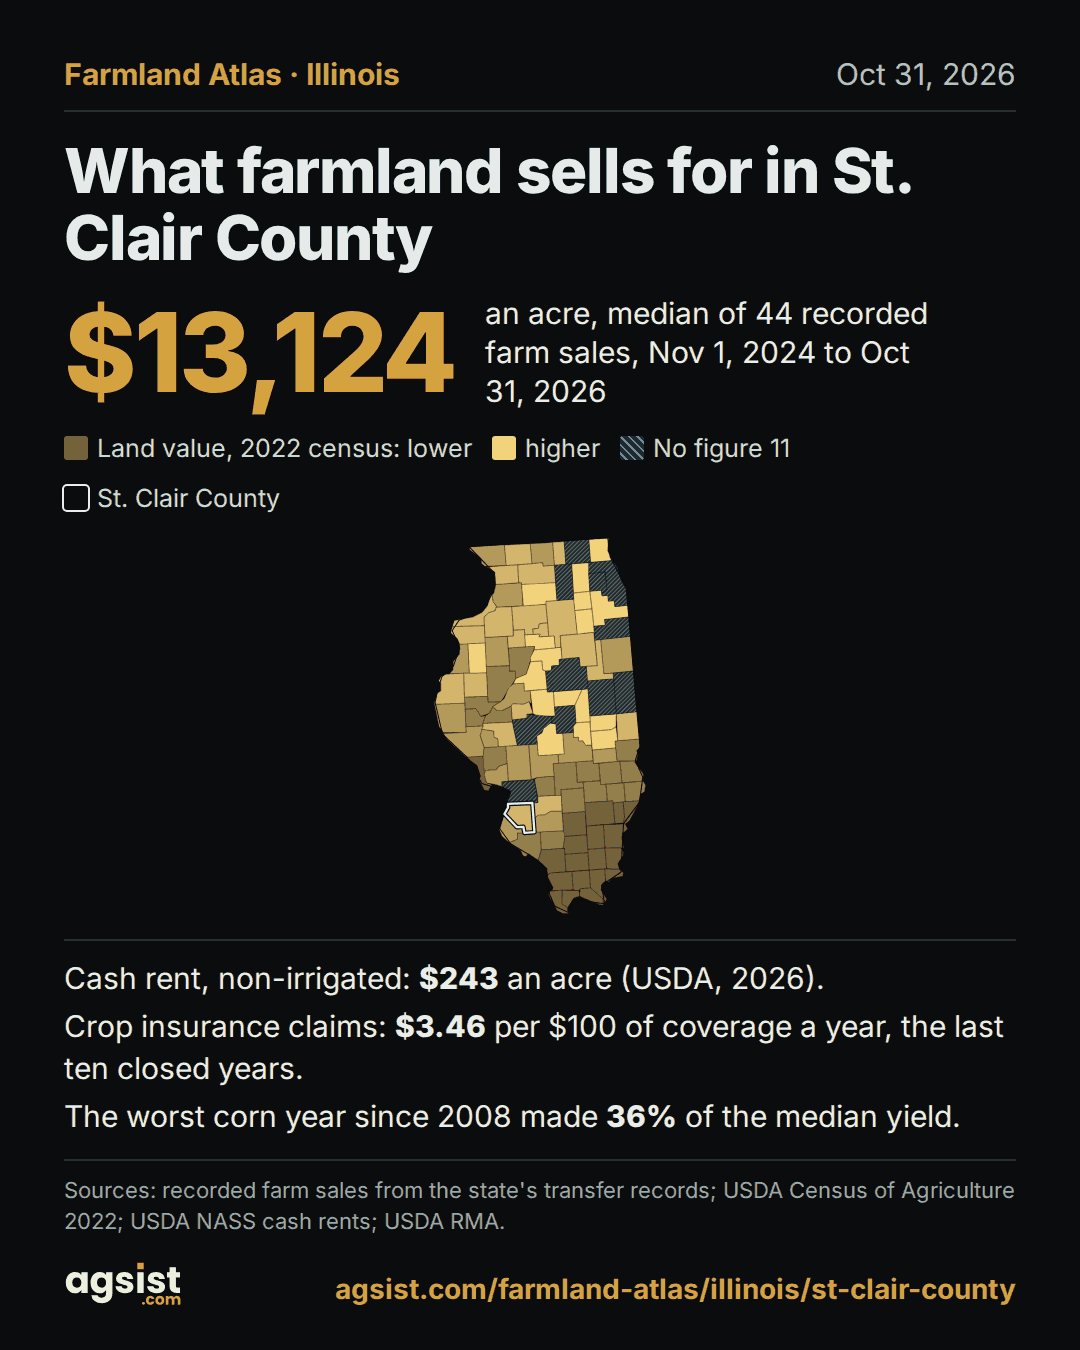 Farmland Atlas · Illinois
Oct 31, 2026
What farmland sells for in St.
Clair County
$13,124
an acre, median of 44 recorded
farm sales, Nov 1, 2024 to Oct
31, 2026
Land value, 2022 census: lower
higher
No figure 11
St. Clair County
Cash rent, non-irrigated: $243 an acre (USDA, 2026).
Crop insurance claims: $3.46 per $100 of coverage a year, the last
ten closed years.
The worst corn year since 2008 made 36% of the median yield.
Sources: recorded farm sales from the state's transfer records; USDA Census of Agriculture
2022; USDA NASS cash rents; USDA RMA.
agsist
.com
agsist.com/farmland-atlas/illinois/st-clair-county